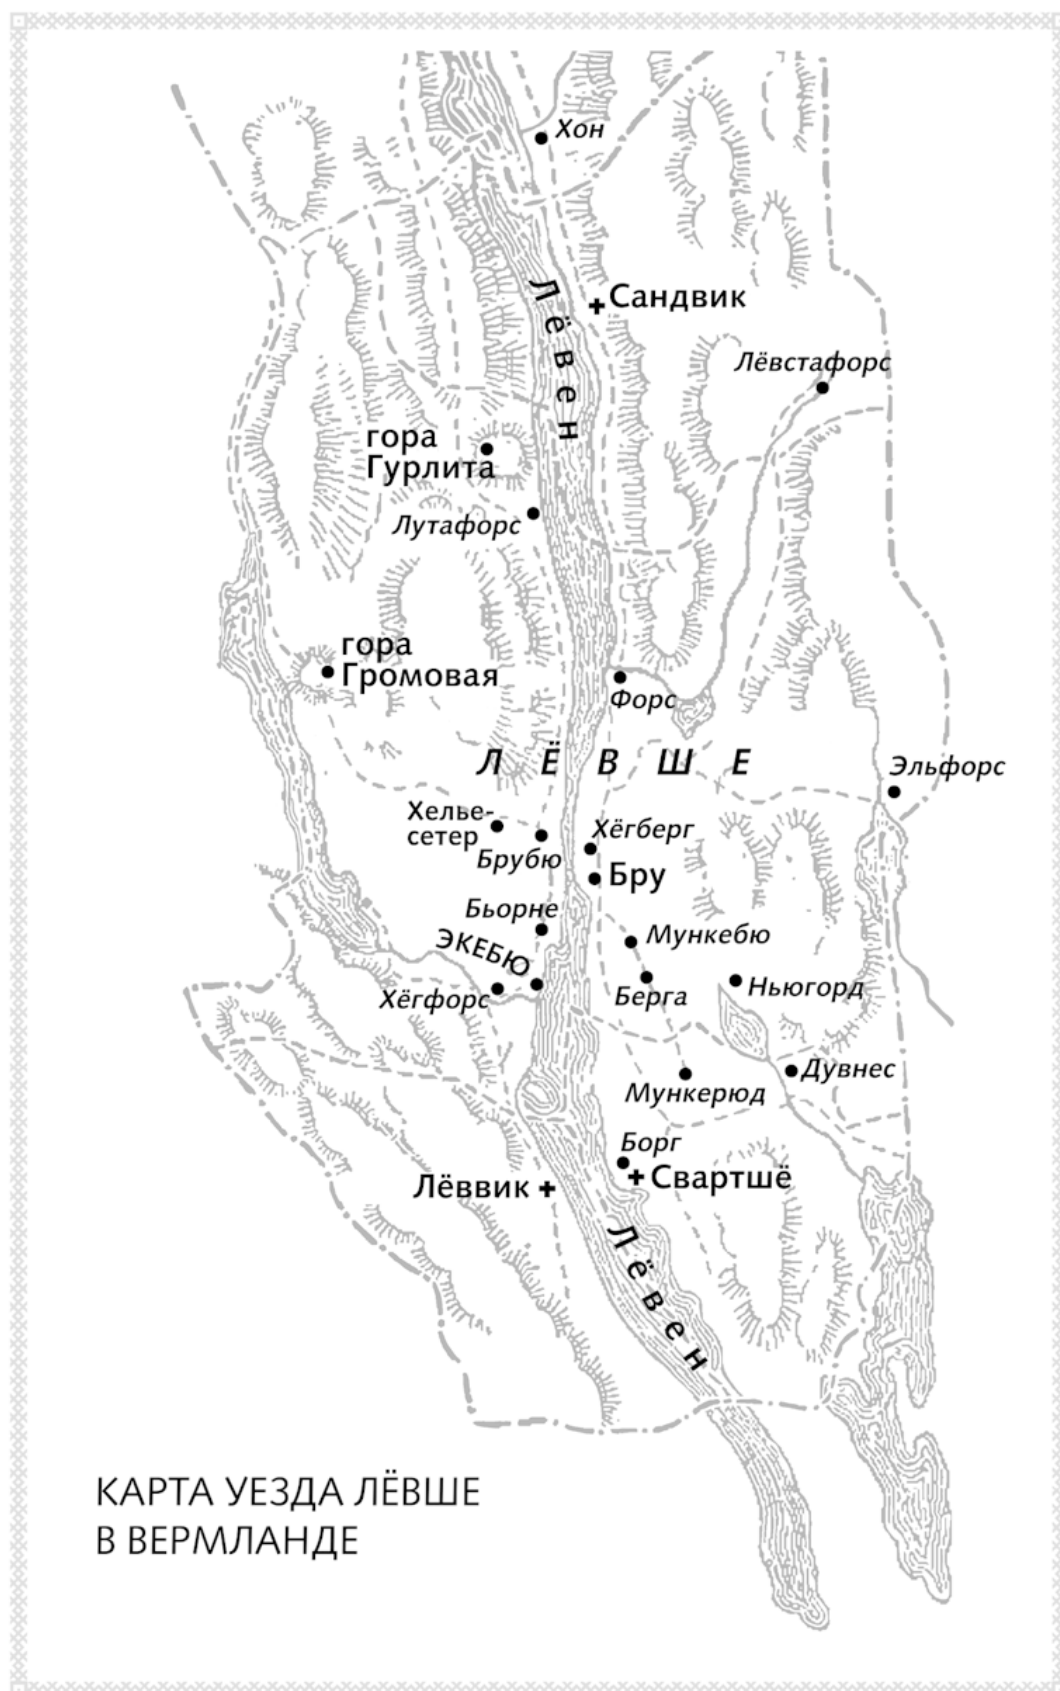 Хон
Лёвен
Сандвик
Лёвстафорс
гора
Гурлита
Лутафорс
гора
Громовая
Форс
ЛЁВШЕ
Эльфорс
Хелье-
сетер
Хёгберг
Брубю
Бру
Бьорне
ЭКЕБЮ
Мункебю
Хёгфорс
Берга
Ньюгорд
Дувнес
Мункерюд
Борг
Лёввик
Свартшё
Лёвен
КАРТА УЕЗДА ЛЁВШЕ
В ВЕРМЛАНДЕ